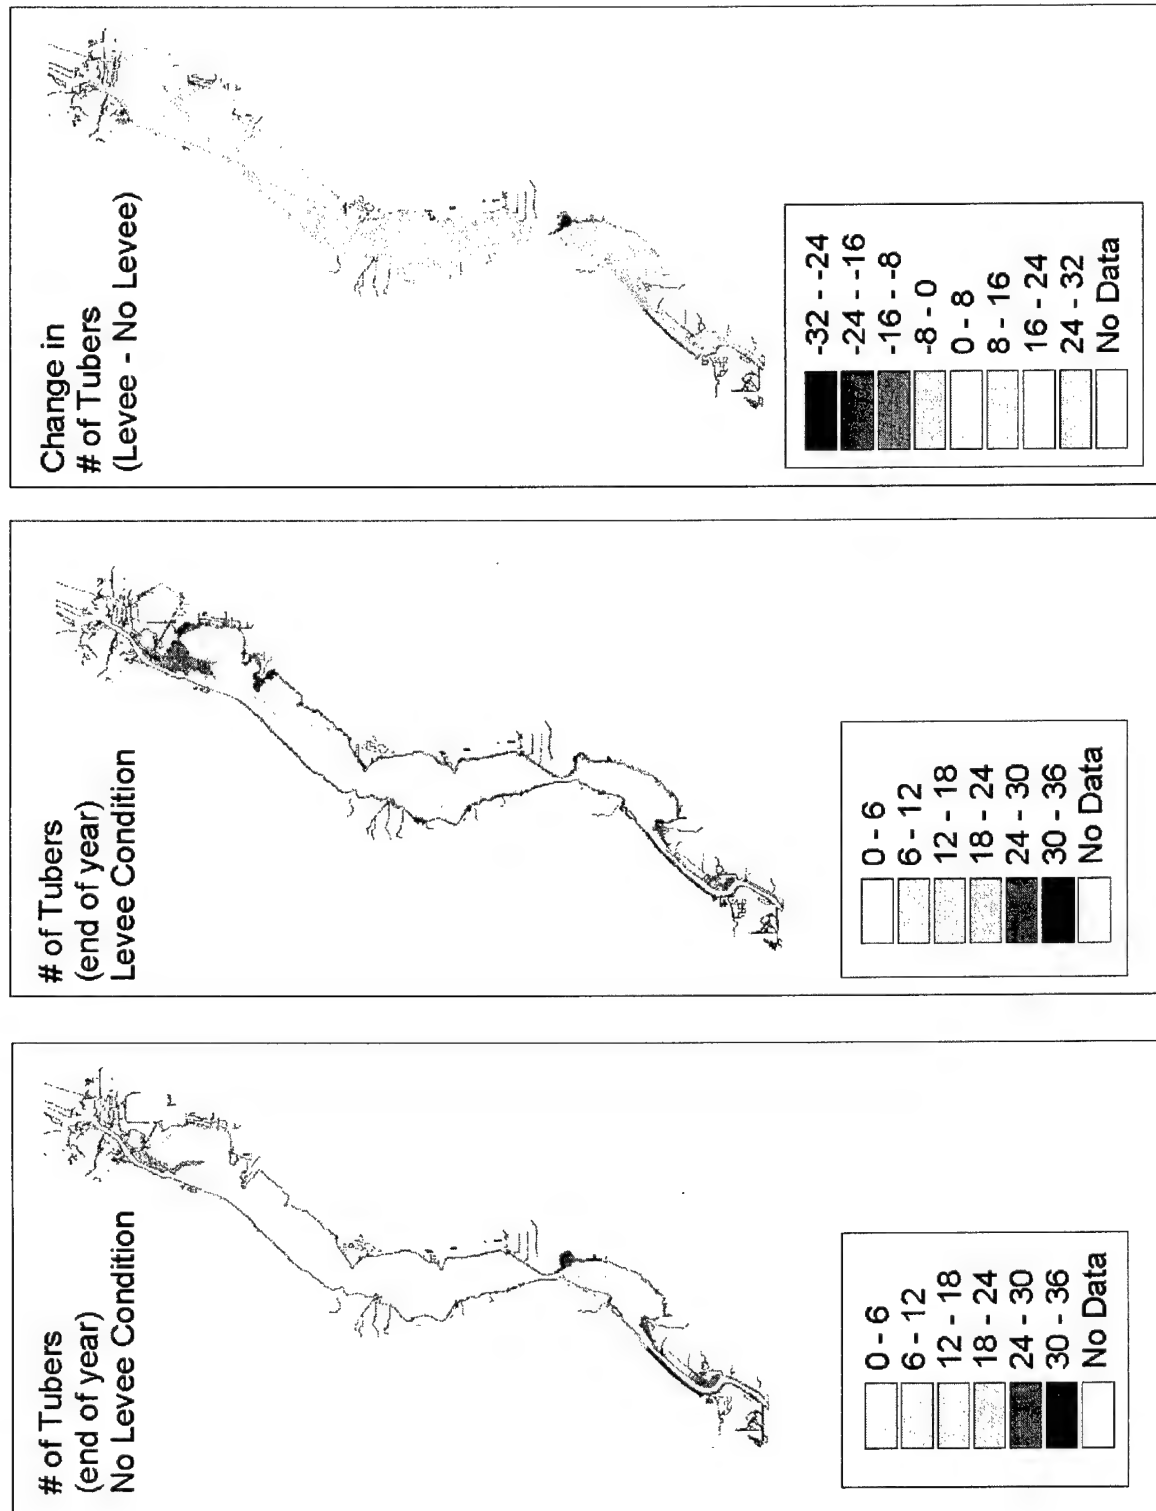 # of Tubers
(end of year)
No Levee Condition
0 - 6
6 - 12
12 - 18
18 - 24
24 - 30
30 - 36
No Data
# of Tubers
(end of year)
Levee Condition
0 - 6
6 - 12
12 - 18
18 - 24
24 - 30
30 - 36
No Data
Change in
# of Tubers
(Levee - No Levee)
-32 - -24
-24 - -16
-16 - -8
-8 - 0
0 - 8
8 - 16
16 - 24
24 - 32
No Data